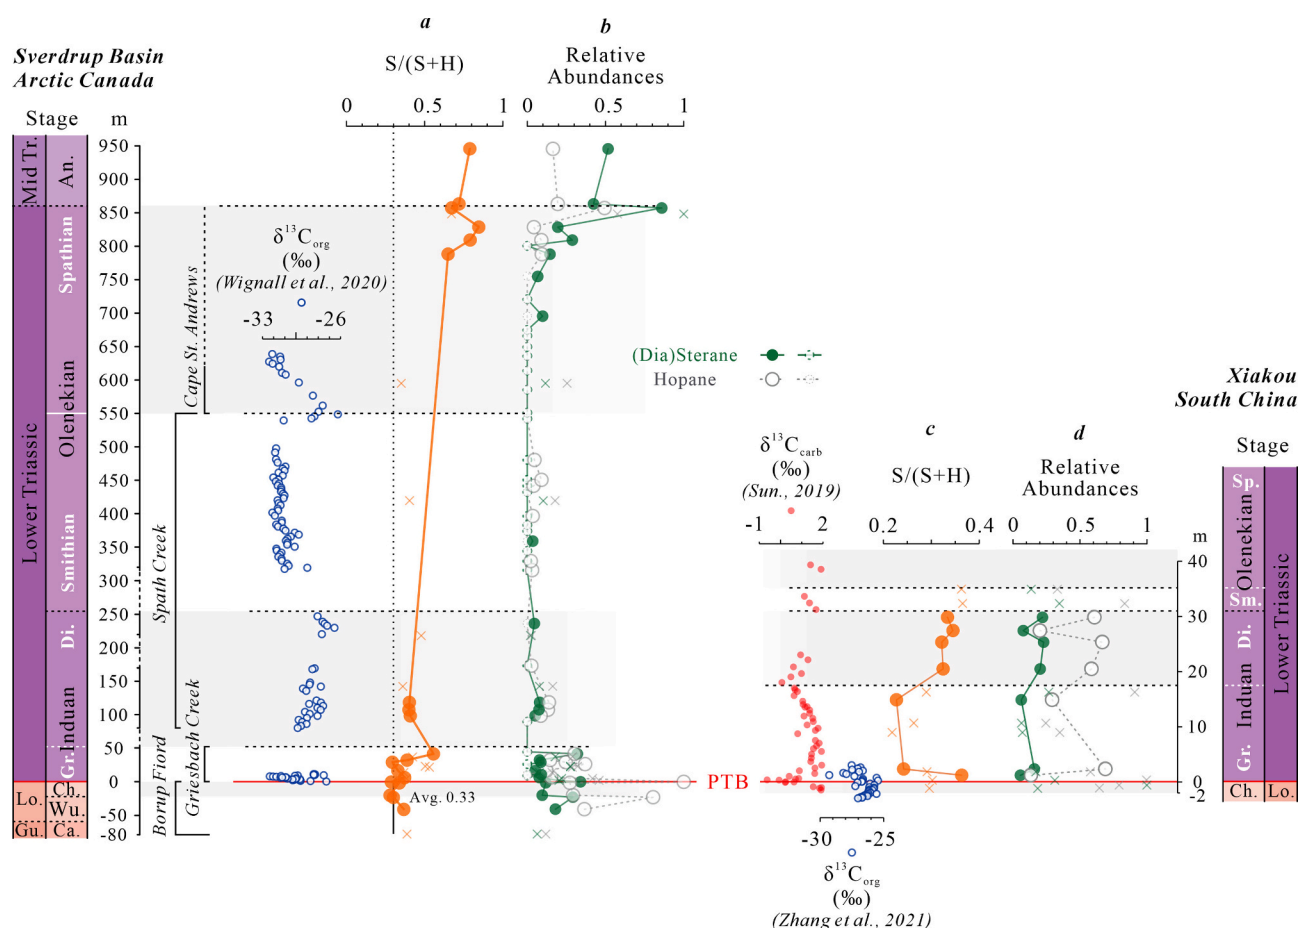 a
b
Sverdrup Basin
Arctic Canada
S/(S+H)
Relative
Abundances
Stage
m
0
0.5
1
0
0.5
1
Mid Tr.
An.
Lower Triassic
Spathian
Olenekian
Smithian
Induan
Di.
Gr.
Lo.
Ch.
Wu.
Gu.
Ca.
950
900
850
800
750
700
650
600
550
500
450
400
350
300
250
200
150
100
50
0
-50
-80
Cape St. Andrews
Spath Creek
Borup Fiord
Griesbach Creek
δ13Corg
(‰)
(Wignall et al., 2020)
-33
-26
Avg. 0.33
(Dia)Sterane
Hopane
PTB
Xiakou
South China
c
d
δ13Ccarb
(‰)
(Sun., 2019)
S/(S+H)
Relative
Abundances
Stage
-1
2
0.2
0.4
0
0.5
1
m
40
30
20
10
0
-2
Sp.
Olenekian
Sm.
Di.
Induan
Gr.
Ch.
Lower Triassic
Lo.
-30
-25
δ13Corg
(‰)
(Zhang et al., 2021)